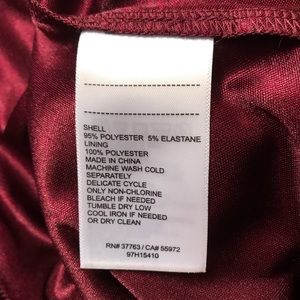 SHELL
95% POLYESTER 5% ELASTANE
LINING
100% POLYESTER
MADE IN CHINA
MACHINE WASH COLD
SEPARATELY
DELICATE CYCLE
ONLY NON-CHLORINE
BLEACH IF NEEDED
TUMBLE DRY LOW
COOL IRON IF NEEDED
OR DRY CLEAN
RN# 37763 / CA# 55972
97H15410